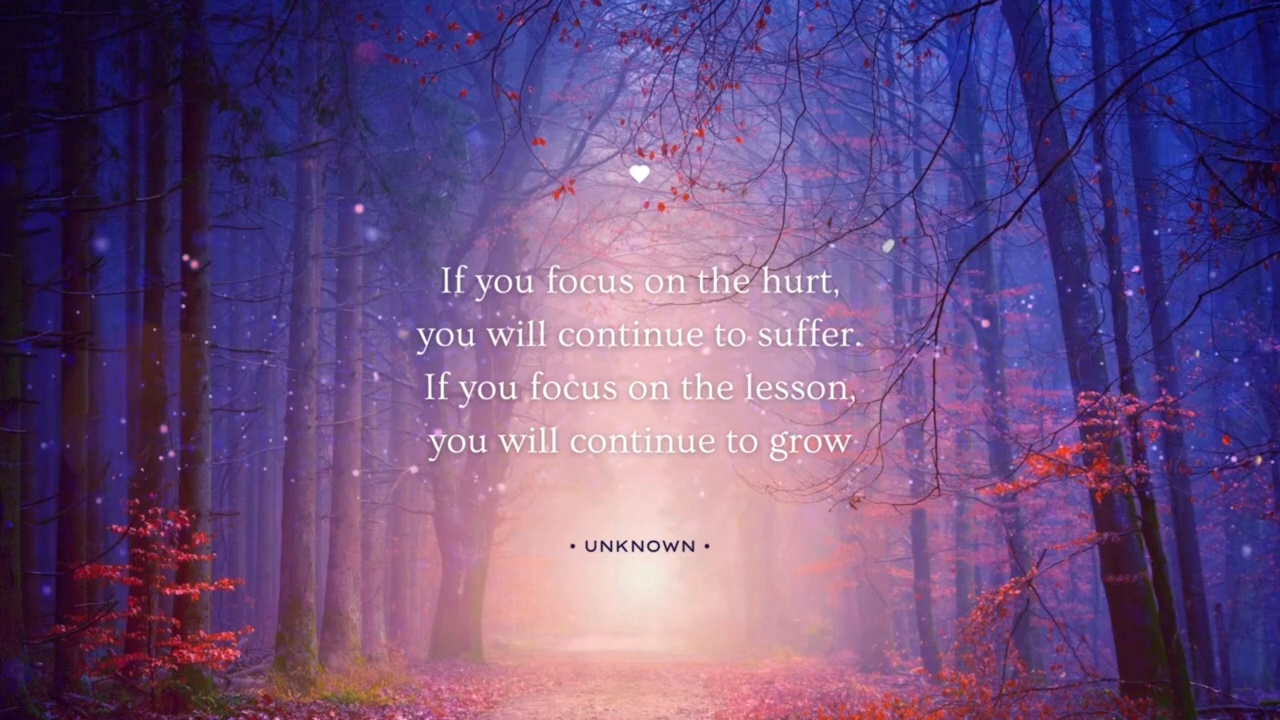 If you focus on the hurt,
you will continue to suffer.
If you focus on the lesson,
you will continue to grow
• UNKNOWN •